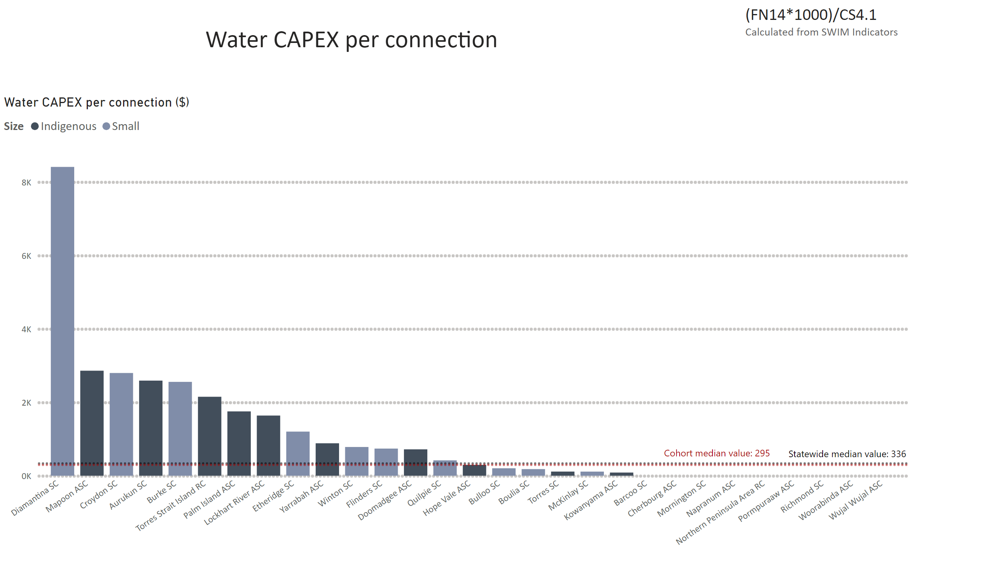 (FN14*1000)/CS4.1
Calculated from SWIM Indicators
Water CAPEX per connection
Water CAPEX per connection ($)
Size Indigenous Small
8K
6K
4K
2K
0K
Cohort median value: 295
Statewide median value: 336
Diamantina SC
Mapoon ASC
Croydon SC
Aurukun SC
Burke SC
Torres Strait Island RC
Palm Island ASC
Lockhart River ASC
Etheridge SC
Yarrabah ASC
Winton SC
Flinders SC
Doomadgee ASC
Quilpie SC
Hope Vale ASC
Bulloo SC
Boulia SC
Torres SC
McKinlay SC
Kowanyama ASC
Barcoo SC
Cherbourg ASC
Mornington SC
Napranum ASC
Northern Peninsula Area RC
Pormpuraaw ASC
Richmond SC
Woorabinda ASC
Wujal Wujal ASC